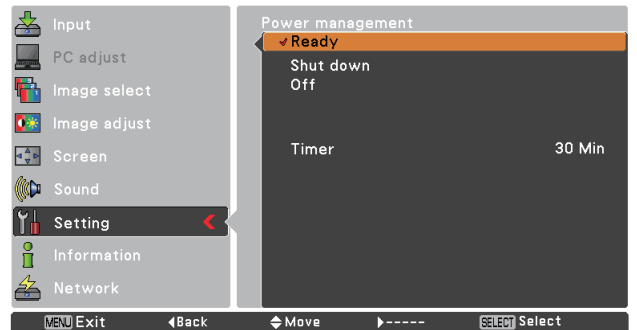 Input
PC adjust
Image select
Image adjust
Screen
Sound
Setting
Information
Network
Power management
Ready
Shut down
Off
Timer 30 Min
MENU Exit Back Move ----- SELECT Select